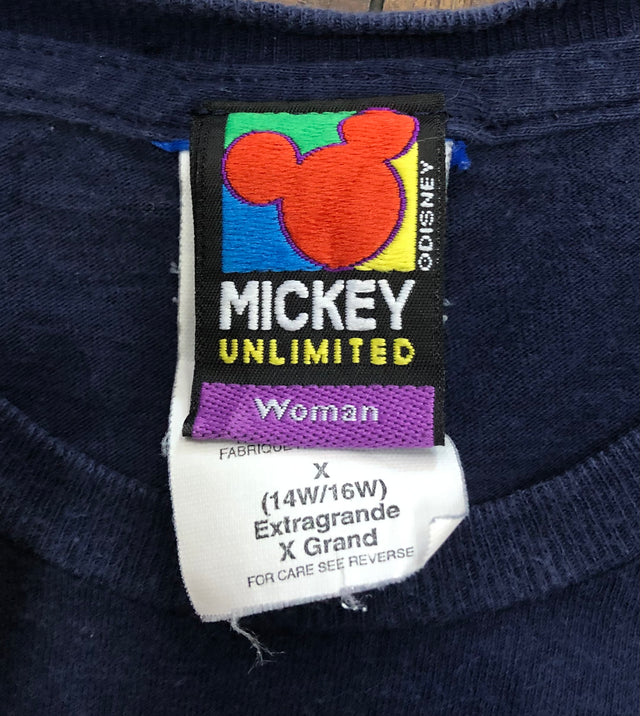 ©DISNEY
MICKEY
UNLIMITED
Woman
X
(14W/16W)
Extragrande
X Grand
FOR CARE SEE REVERSE